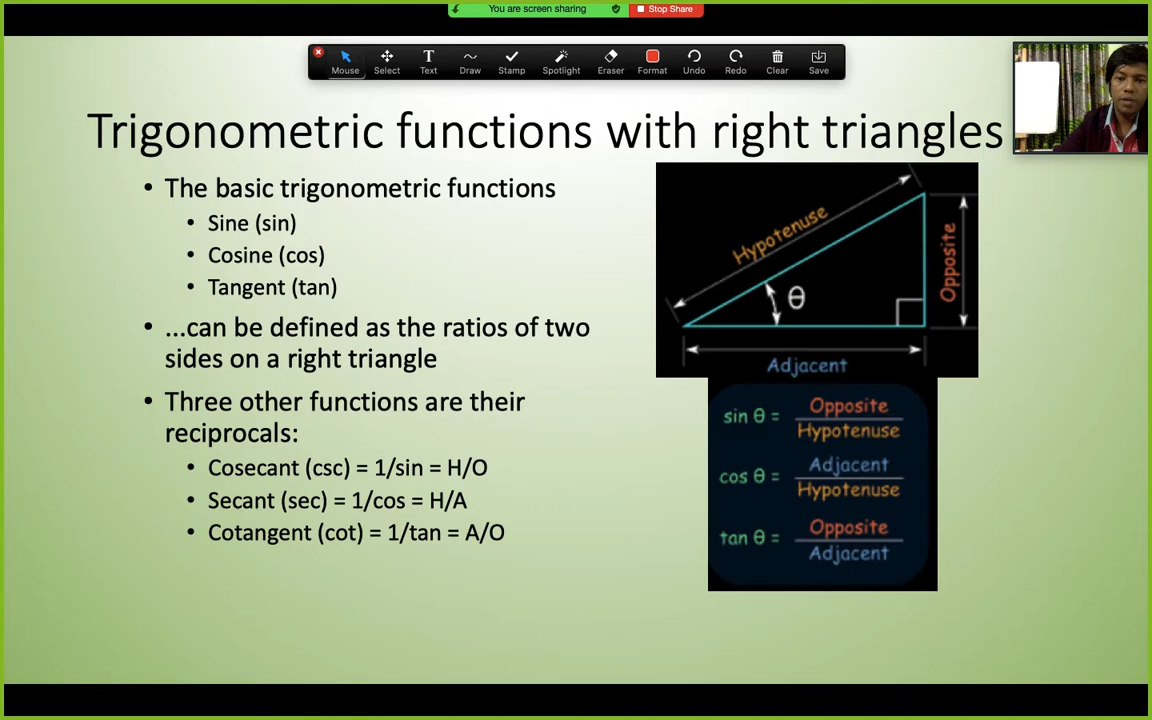 You are screen sharing
Stop Share
Mouse
Select
Text
Draw
Stamp
Spotlight
Eraser
Format
Undo
Redo
Clear
Save
Trigonometric functions with right triangles
• The basic trigonometric functions
• Sine (sin)
• Cosine (cos)
• Tangent (tan)
• ...can be defined as the ratios of two
sides on a right triangle
• Three other functions are their
reciprocals:
• Cosecant (csc) = 1/sin = H/O
• Secant (sec) = 1/cos = H/A
• Cotangent (cot) = 1/tan = A/O
Hypotenuse
θ
Opposite
Adjacent
sin θ = Opposite
Hypotenuse
cos θ = Adjacent
Hypotenuse
tan θ = Opposite
Adjacent